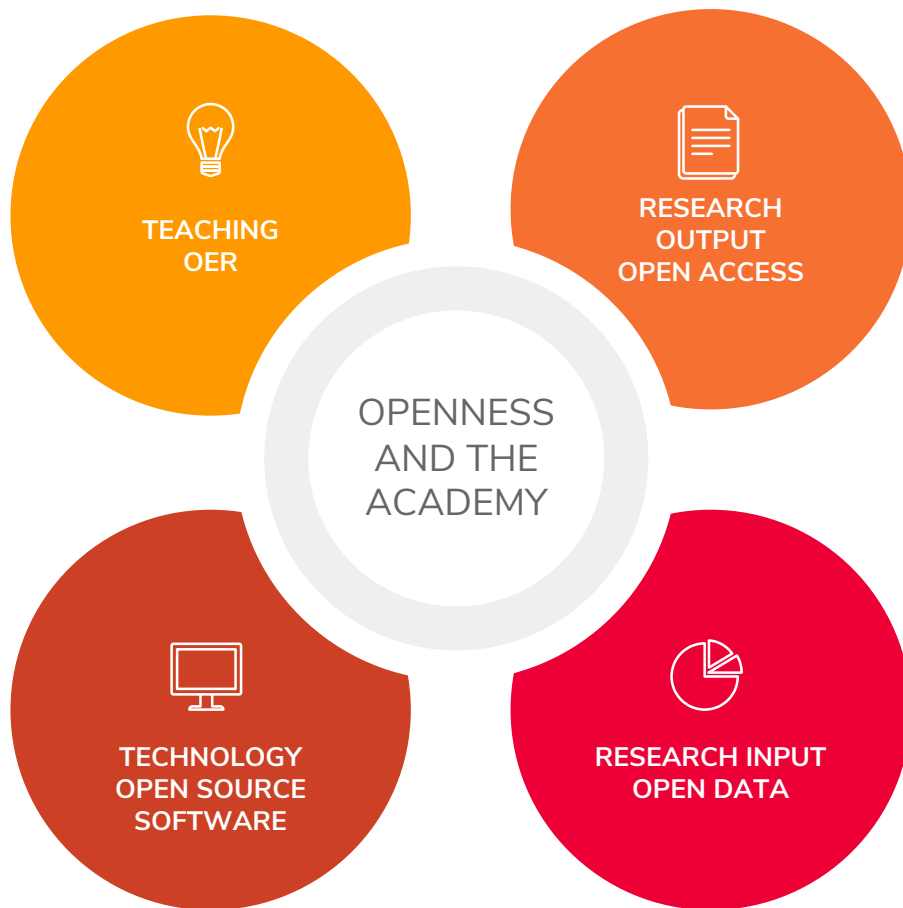 TEACHING
OER
RESEARCH
OUTPUT
OPEN ACCESS
OPENNESS
AND THE
ACADEMY
TECHNOLOGY
OPEN SOURCE
SOFTWARE
RESEARCH INPUT
OPEN DATA